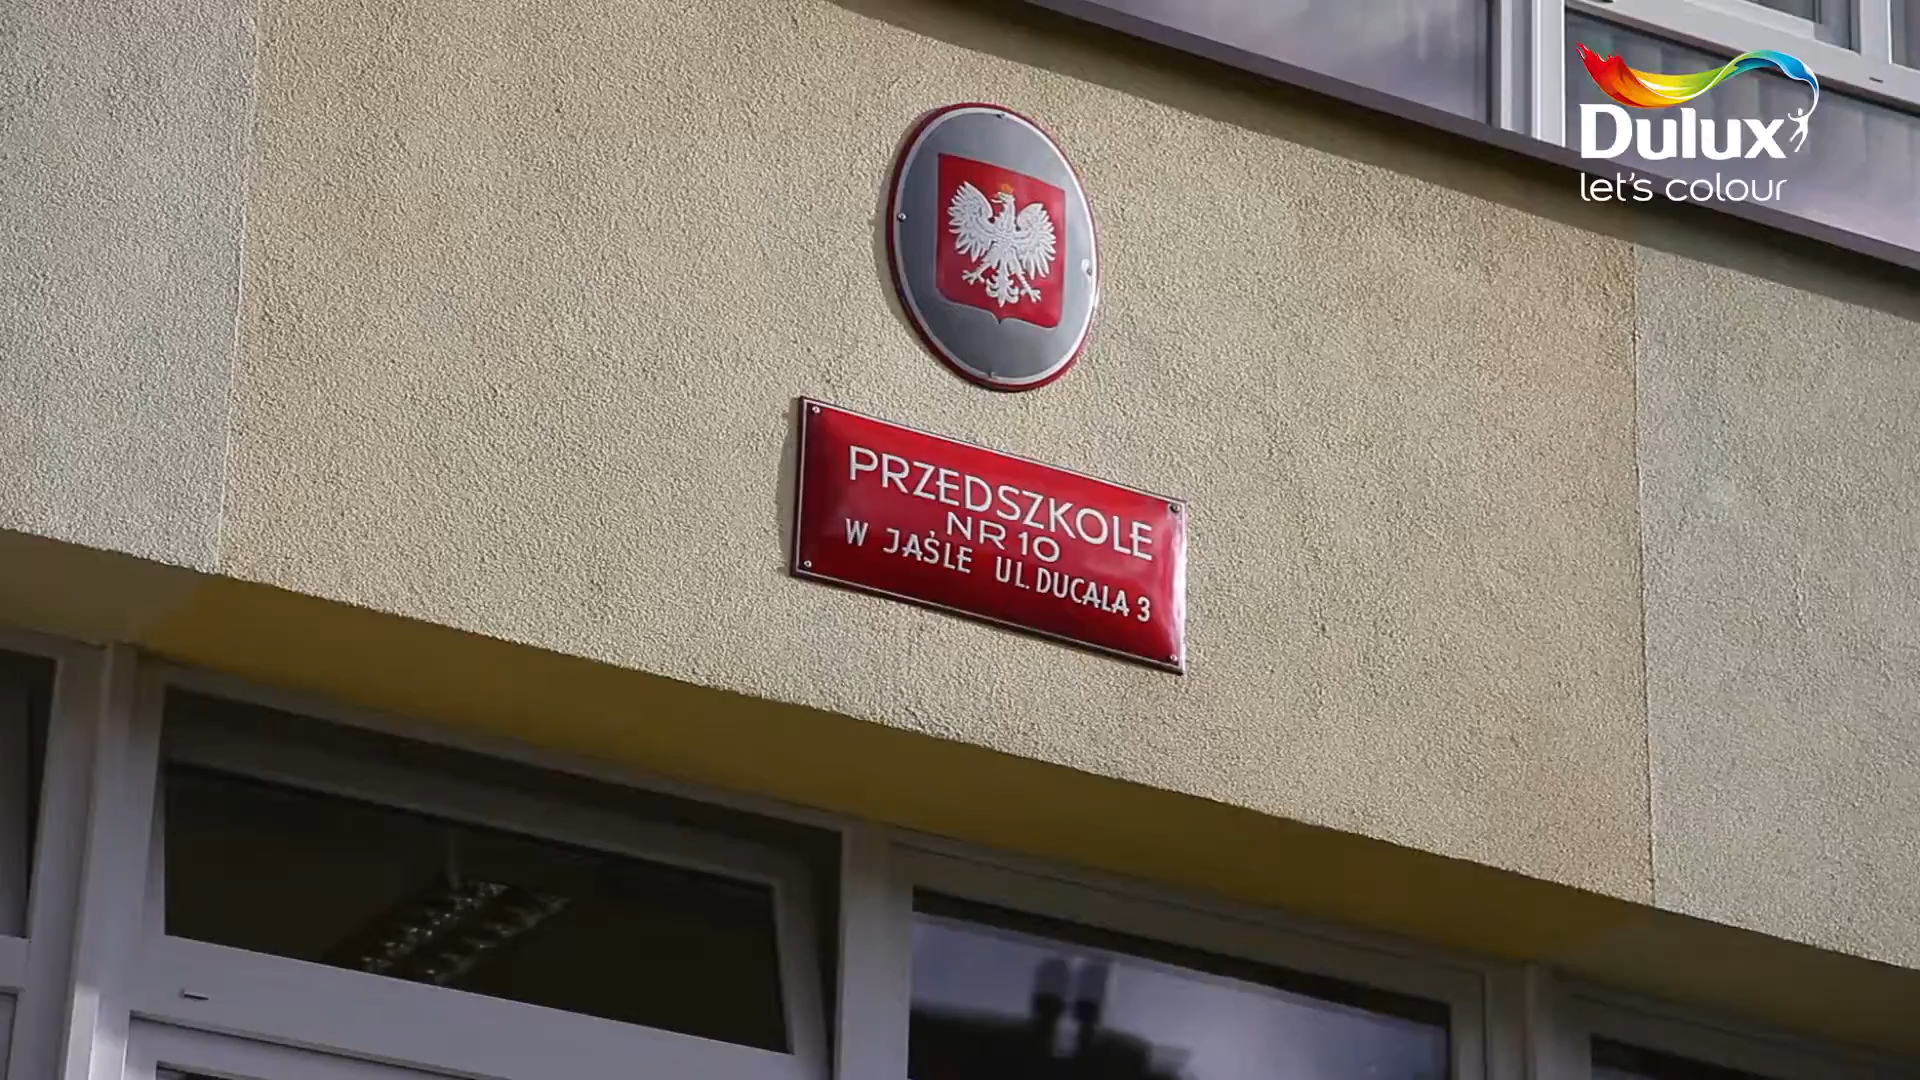 Dulux
let's colour
PRZEDSZKOLE
NR 10
W JAŚLE UL. DUCALA 3